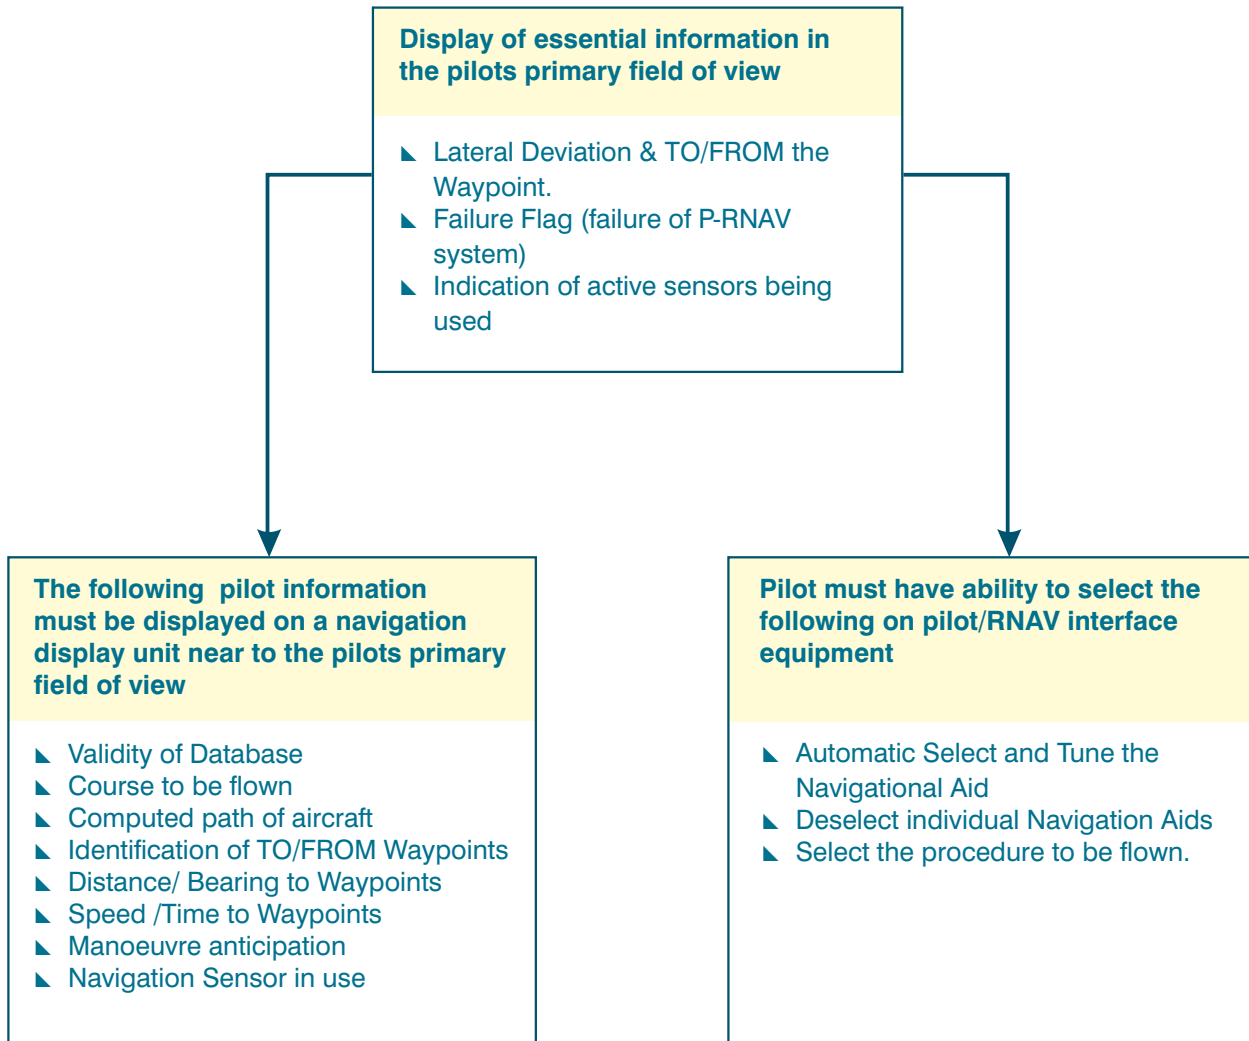 Display of essential information in
the pilots primary field of view
Lateral Deviation & TO/FROM the
Waypoint.
Failure Flag (failure of P-RNAV
system)
Indication of active sensors being
used
The following  pilot information
must be displayed on a navigation
display unit near to the pilots primary
field of view
Validity of Database
Course to be flown
Computed path of aircraft
Identification of TO/FROM Waypoints
Distance/ Bearing to Waypoints
Speed /Time to Waypoints
Manoeuvre anticipation
Navigation Sensor in use
Pilot must have ability to select the
following on pilot/RNAV interface
equipment
Automatic Select and Tune the
Navigational Aid
Deselect individual Navigation Aids
Select the procedure to be flown.